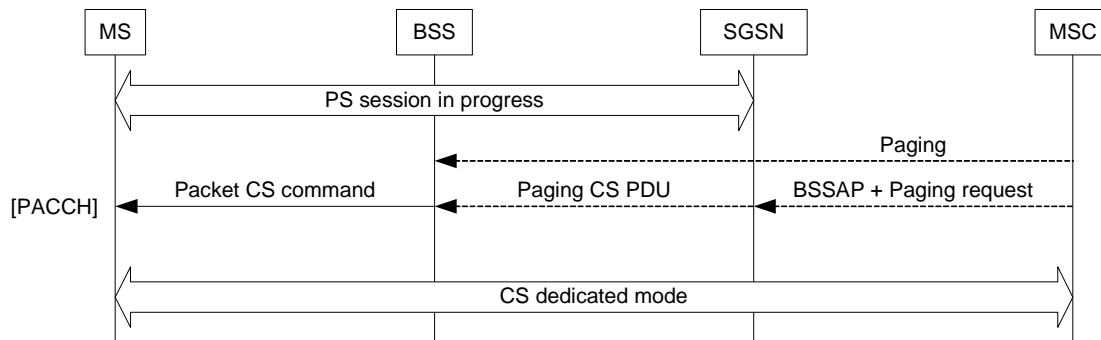 MS
BSS
SGSN
MSC
PS session in progress
Paging
[PACCH]
Packet CS command
Paging CS PDU
BSSAP + Paging request
CS dedicated mode